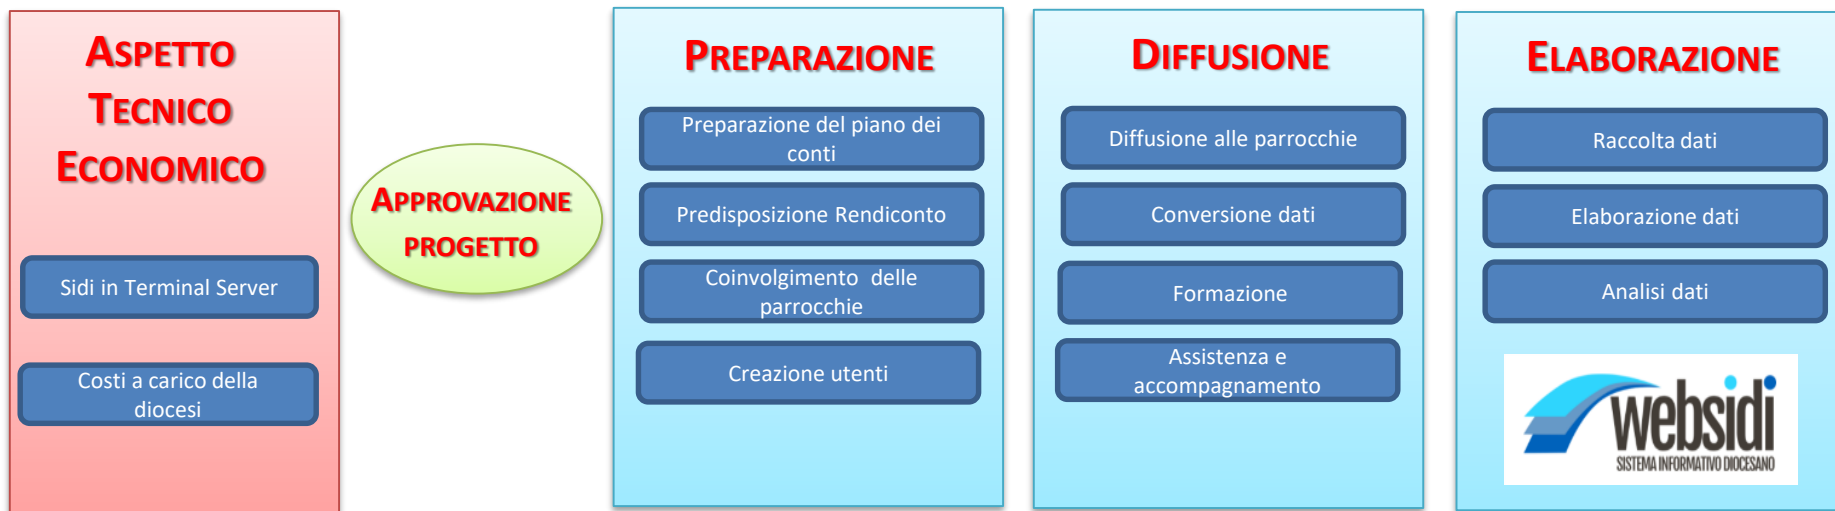 ASPETTO
TECNICO
ECONOMICO
Sidi in Terminal Server
Costi a carico della
diocesi
APPROVAZIONE
PROGETTO
PREPARAZIONE
Preparazione del piano dei
conti
Predisposizione Rendiconto
Coinvolgimento delle
parrocchie
Creazione utenti
DIFFUSIONE
Diffusione alle parrocchie
Conversione dati
Formazione
Assistenza e
accompagnamento
ELABORAZIONE
Raccolta dati
Elaborazione dati
Analisi dati
websidi
SISTEMA INFORMATIVO DIOCESANO